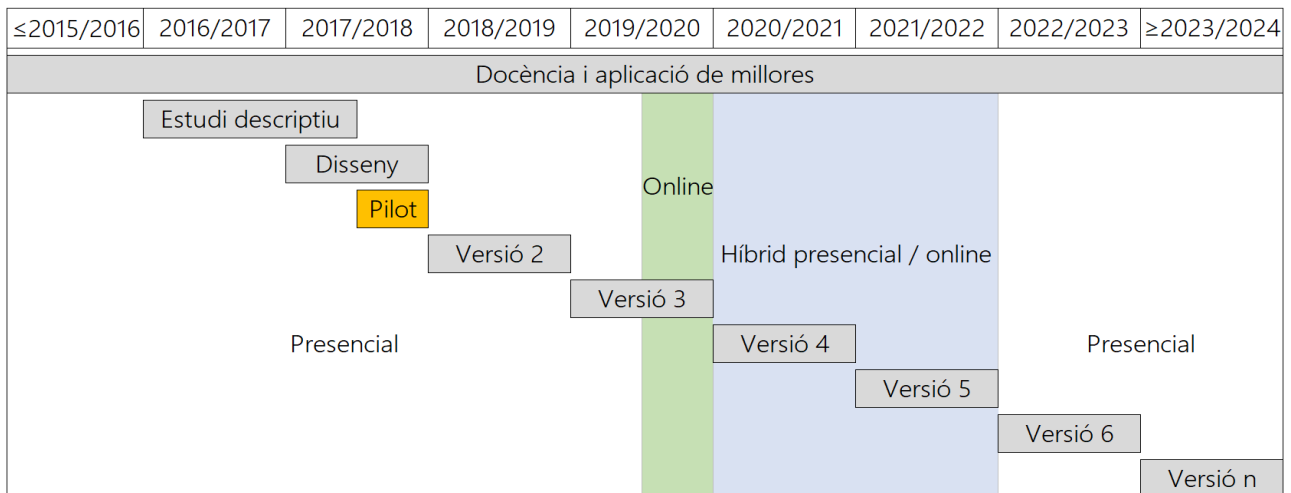 ≤2015/2016 2016/2017 2017/2018 2018/2019 2019/2020 2020/2021 2021/2022 2022/2023 ≥2023/2024
Docència i aplicació de millores
Estudi descriptiu
Disseny
Online
Pilot
Versió 2
Híbrid presencial / online
Versió 3
Presencial
Versió 4
Presencial
Versió 5
Versió 6
Versió n